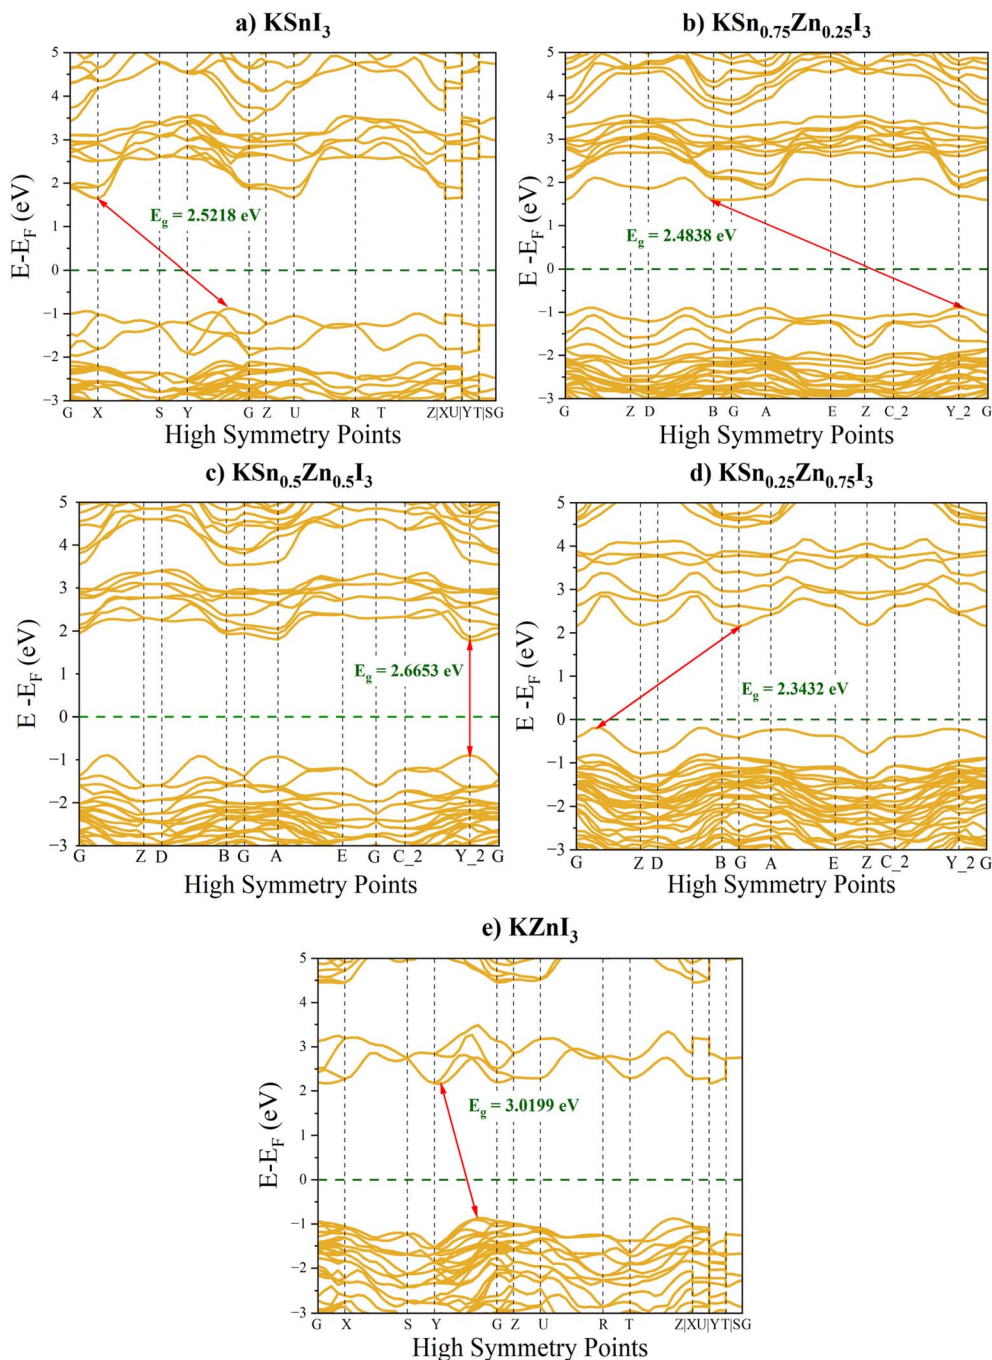 a) KSnI3
5
4
3
2
1
0
−1
−2
−3
E-EF (eV)
Eg = 2.5218 eV
G X S Y G Z U R T Z|XU|YT|SG
High Symmetry Points
b) KSn0.75Zn0.25I3
5
4
3
2
1
0
−1
−2
−3
E -EF (eV)
Eg = 2.4838 eV
G Z D B G A E Z C_2 Y_2 G
High Symmetry Points
c) KSn0.5Zn0.5I3
5
4
3
2
1
0
−1
−2
−3
E -EF (eV)
Eg = 2.6653 eV
G Z D B G A E G C_2 Y_2 G
High Symmetry Points
d) KSn0.25Zn0.75I3
5
4
3
2
1
0
−1
−2
−3
E -EF (eV)
Eg = 2.3432 eV
G Z D B G A E Z C_2 Y_2 G
High Symmetry Points
e) KZnI3
5
4
3
2
1
0
−1
−2
−3
E-EF (eV)
Eg = 3.0199 eV
G X S Y G Z U R T Z|XU|YT|SG
High Symmetry Points